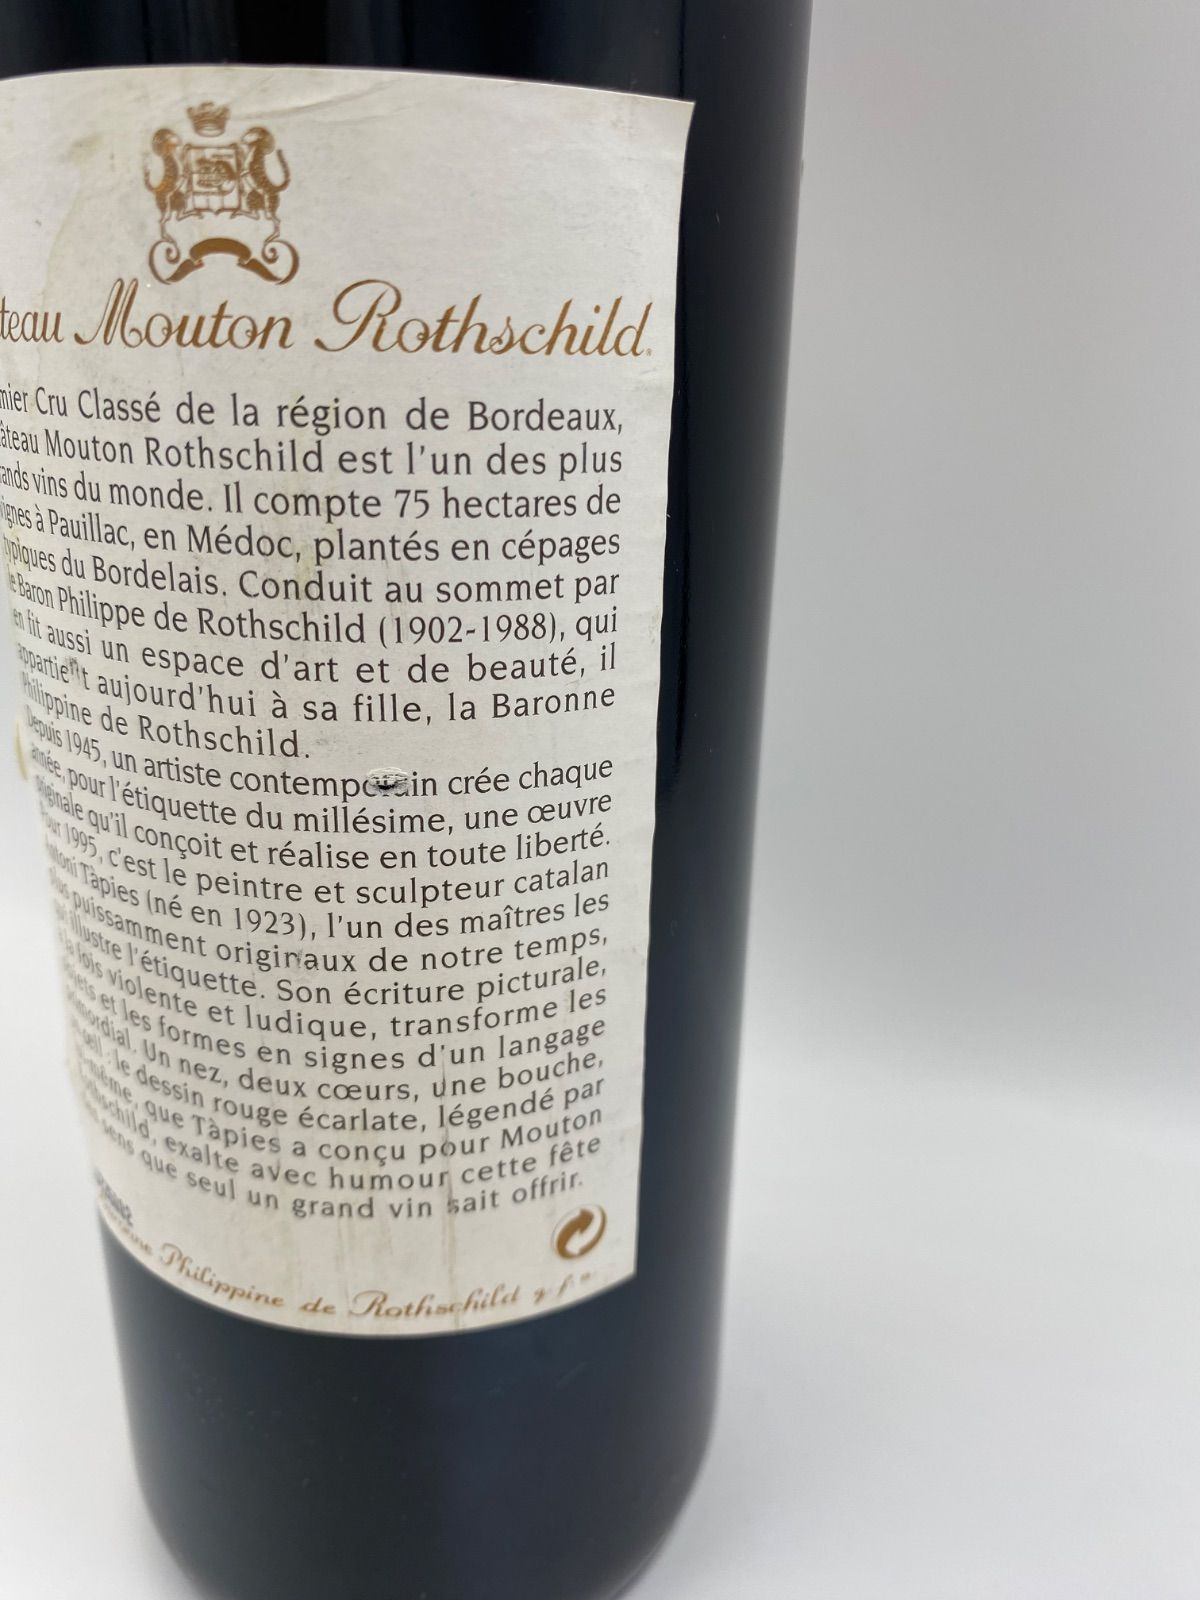 teau Mouton Rothschild.
mier Cru Classé de la région de Bordeaux,
âteau Mouton Rothschild est l'un des plus
ands vins du monde. Il compte 75 hectares de
vignes à Pauillac, en Médoc, plantés en cépages
typiques du Bordelais. Conduit au sommet par
le Baron Philippe de Rothschild (1902-1988), qui
en fit aussi un espace d'art et de beauté, il
appartient aujourd'hui à sa fille, la Baronne
Philippine de Rothschild.
Depuis 1945, un artiste contemporain crée chaque
année, pour l'étiquette du millésime, une œuvre
originale qu'il conçoit et réalise en toute liberté.
Pour 1995, c'est le peintre et sculpteur catalan
Antoni Tàpies (né en 1923), l'un des maîtres les
plus puissamment originaux de notre temps,
qui illustre l'étiquette. Son écriture picturale,
à la fois violente et ludique, transforme les
objets et les formes en signes d'un langage
primordial. Un nez, deux cœurs, une bouche,
un œil : le dessin rouge écarlate, légendé par
lui-même, que Tàpies a conçu pour Mouton
Rothschild, exalte avec humour cette fête
des sens que seul un grand vin sait offrir.
Baronne Philippine de Rothschild g.f.a.